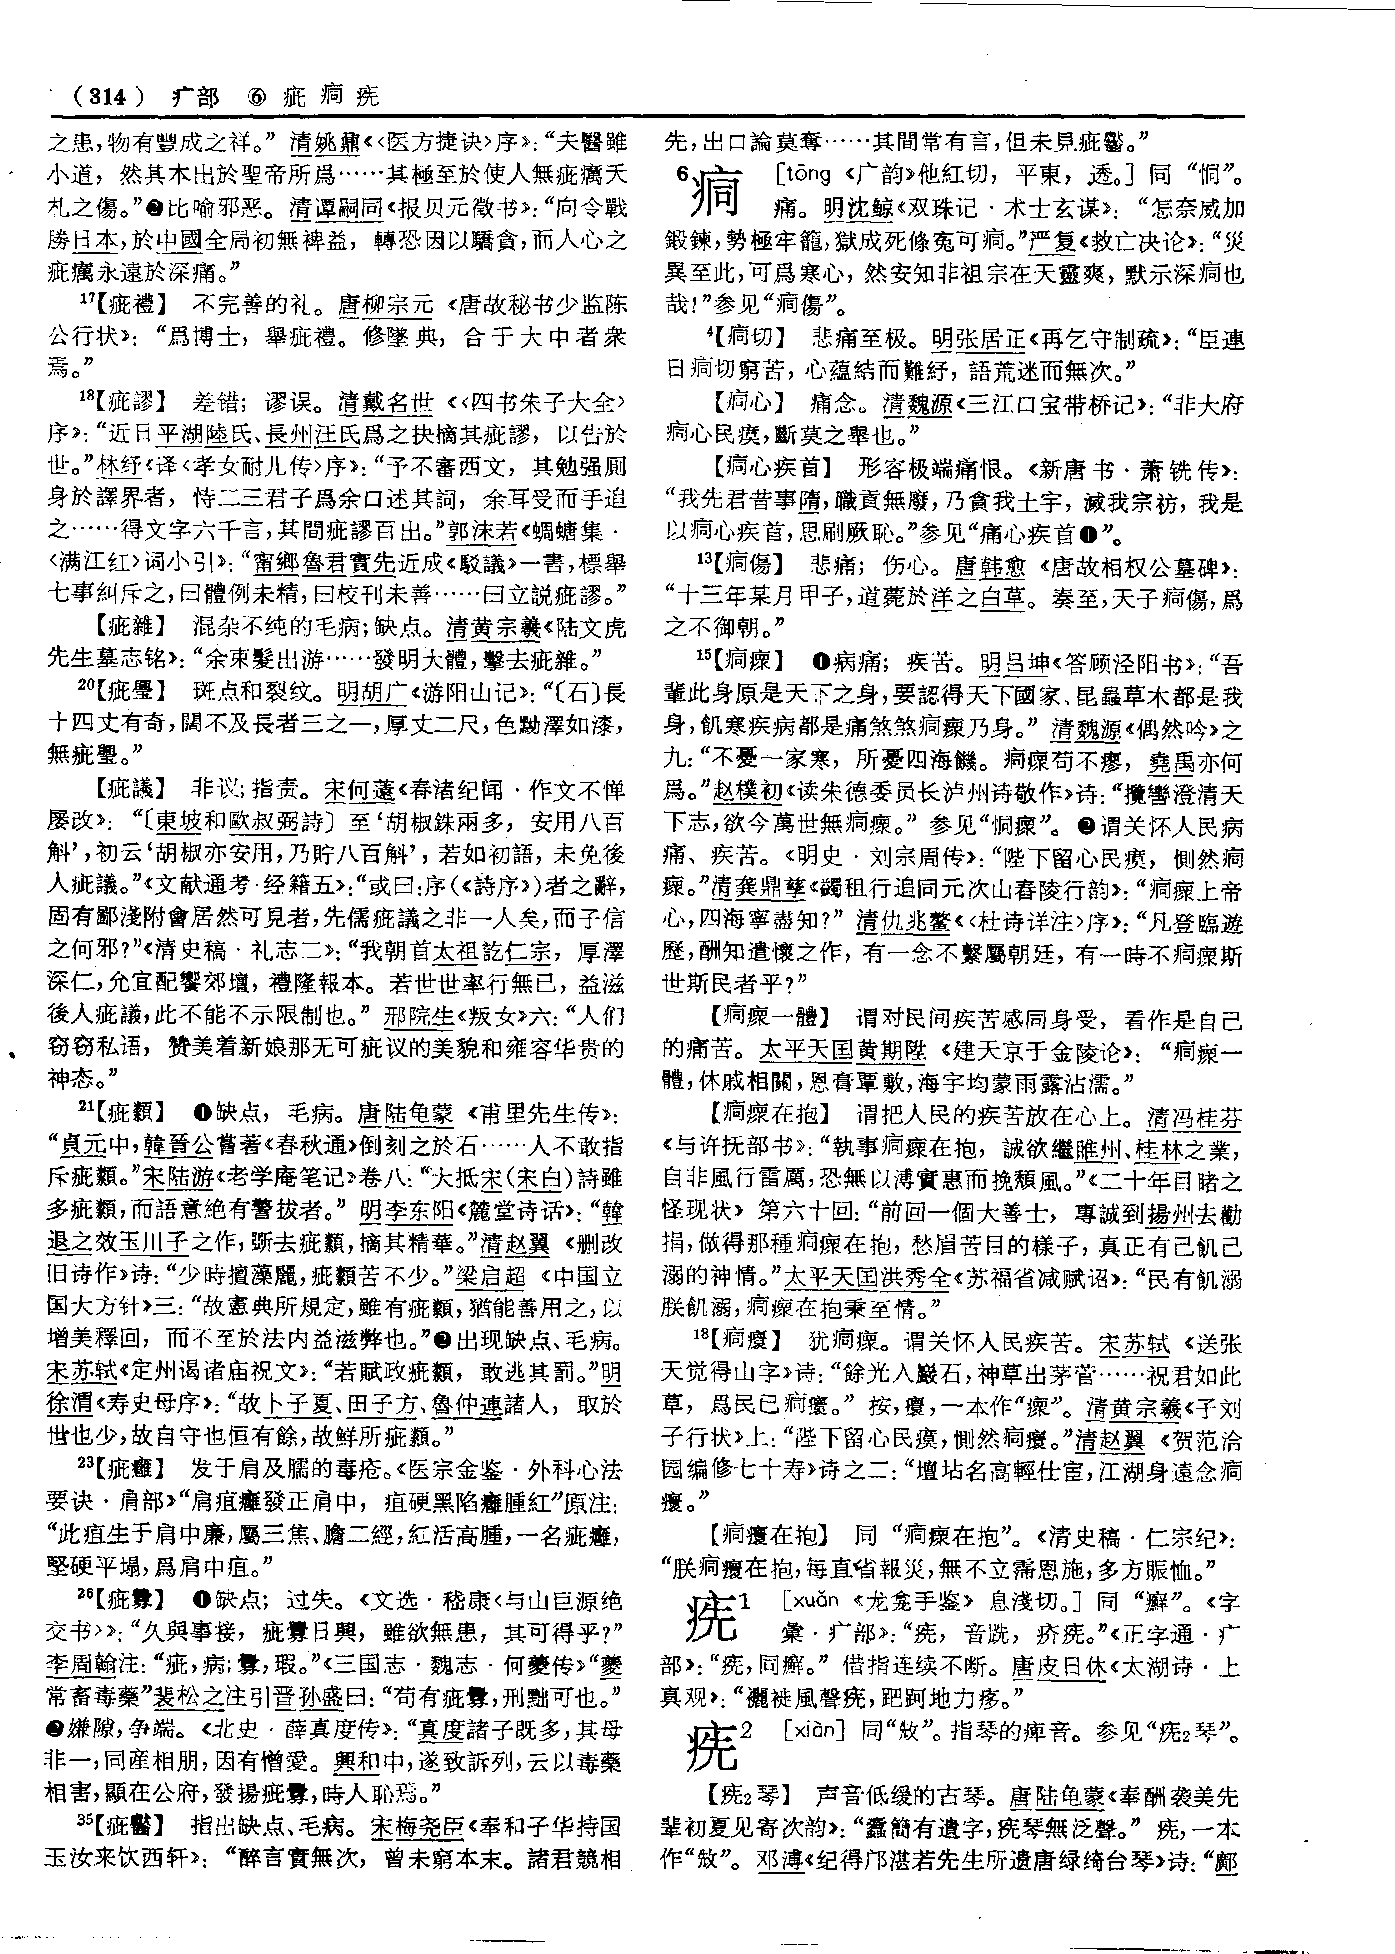 （314） 疒部 ⑥ 疵痌㾌
之患，物有豐成之祥。”清姚鼐《〈医方捷诀〉序》：“夫醫雖
小道，然其本出於聖帝所爲……其極至於使人無疵癘夭
札之傷。”❷比喻邪恶。清谭嗣同《报贝元徵书》：“向令戰
勝日本，於中國全局初無裨益，轉恐因以驕貪，而人心之
疵癘永遠於深痛。”
17【疵禮】 不完善的礼。唐柳宗元《唐故秘书少监陈
公行状》：“爲博士，舉疵禮。修墜典，合于大中者衆
焉。”
18【疵謬】 差错；谬误。清戴名世《〈四书朱子大全〉
序》：“近日平湖陸氏、長州汪氏爲之抉摘其疵謬，以告於
世。”林纾《译〈孝女耐儿传〉序》：“予不審西文，其勉强厠
身於譯界者，恃二三君子爲余口述其詞，余耳受而手追
之……得文字六千言，其間疵謬百出。”郭沫若《蜩螗集·
〈满江红〉词小引》：“甯鄉魯君實先近成《駁議》一書，標舉
七事糾斥之，曰體例未精，曰校刊未善……曰立説疵謬。”
【疵雜】 混杂不纯的毛病；缺点。清黄宗羲《陆文虎
先生墓志铭》：“余束髮出游……發明大體，擊去疵雜。”
20【疵璺】 斑点和裂纹。明胡广《游阳山记》：“〔石〕長
十四丈有奇，闊不及長者三之一，厚丈二尺，色黝澤如漆，
無疵璺。”
【疵議】 非议；指责。宋何薳《春渚纪闻·作文不惮
屡改》：“〔東坡和歐叔弼詩〕至‘胡椒銖兩多，安用八百
斛’，初云‘胡椒亦安用，乃貯八百斛’，若如初語，未免後
人疵議。”《文献通考·经籍五》：“或曰：序（《詩序》）者之辭，
固有鄙淺附會居然可見者，先儒疵議之非一人矣，而子信
之何邪？”《清史稿·礼志二》：“我朝首太祖訖仁宗，厚澤
深仁，允宜配饗郊壇，禮隆報本。若世世率行無已，益滋
後人疵議，此不能不示限制也。”邢院生《叛女》六：“人们
窃窃私语，赞美着新娘那无可疵议的美貌和雍容华贵的
神态。”
21【疵纇】 ❶缺点，毛病。唐陆龟蒙《甫里先生传》：
“貞元中，韓晉公嘗著《春秋通》倒刻之於石……人不敢指
斥疵纇。”宋陆游《老学庵笔记》卷八：“大抵宋（宋白）詩雖
多疵纇，而語意絶有警拔者。”明李东阳《麓堂诗话》：“韓
退之效玉川子之作，斲去疵纇，摘其精華。”清赵翼《删改
旧诗作》诗：“少時擅藻麗，疵纇苦不少。”梁启超《中国立
国大方针》三：“故憲典所規定，雖有疵纇，猶能善用之，以
增美釋回，而不至於法内益滋弊也。”❷出现缺点、毛病。
宋苏轼《定州谒诸庙祝文》：“若賦政疵纇，敢逃其罰。”明
徐渭《寿史母序》：“故卜子夏、田子方、魯仲連諸人，取於
世也少，故自守也恒有餘，故鮮所疵纇。”
23【疵癰】 发于肩及臑的毒疮。《医宗金鉴·外科心法
要诀·肩部》“肩疽癰發正肩中，疽硬黑陷癰腫紅”原注：
“此疽生于肩中廉，屬三焦、膽二經，紅活高腫，一名疵癰，
堅硬平塌，爲肩中疽。”
26【疵釁】 ❶缺点；过失。《文选·嵇康〈与山巨源绝
交书〉》：“久與事接，疵釁日興，雖欲無患，其可得乎？”
李周翰注：“疵，病；釁，瑕。”《三国志·魏志·何夔传》“夔
常畜毒藥”裴松之注引晋孙盛曰：“苟有疵釁，刑黜可也。”
❷嫌隙，争端。《北史·薛真度传》：“真度諸子既多，其母
非一，同産相朋，因有憎愛。興和中，遂致訴列，云以毒藥
相害，顯在公府，發揚疵釁，時人恥焉。”
35【疵黳】 指出缺点、毛病。宋梅尧臣《奉和子华持国
玉汝来饮西轩》：“醉言實無次，曾未窮本末。諸君競相
先，出口論莫奪……其間常有言，但未見疵黳。”
6痌 ［tōng《广韵》他紅切，平東，透。］同“恫”。
痛。明沈鲸《双珠记·术士玄谋》：“怎奈威加
鍛鍊，勢極牢籠，獄成死條冤可痌。”严复《救亡决论》：“災
異至此，可爲寒心，然安知非祖宗在天靈爽，默示深痌也
哉！”参见“痌傷”。
4【痌切】 悲痛至极。明张居正《再乞守制疏》：“臣連
日痌切窮苦，心蕴結而難紓，語荒迷而無次。”
【痌心】 痛念。清魏源《三江口宝带桥记》：“非大府
痌心民瘼，斷莫之舉也。”
【痌心疾首】 形容极端痛恨。《新唐书·萧铣传》：
“我先君昔事隋，職貢無廢，乃貪我土宇，滅我宗祊，我是
以痌心疾首，思刷厥恥。”参见“痛心疾首❶”。
13【痌傷】 悲痛；伤心。唐韩愈《唐故相权公墓碑》：
“十三年某月甲子，道薨於洋之白草。奏至，天子痌傷，爲
之不御朝。”
15【痌瘝】 ❶病痛；疾苦。明吕坤《答顾泾阳书》：“吾
輩此身原是天下之身，要認得天下國家、昆蟲草木都是我
身，飢寒疾病都是痛煞煞痌瘝乃身。”清魏源《偶然吟》之
九：“不憂一家寒，所憂四海饑。痌瘝苟不瘳，堯禹亦何
爲。”赵樸初《读朱德委员长泸州诗敬作》诗：“攬轡澄清天
下志，欲令萬世無痌瘝。”参见“恫瘝”。❷谓关怀人民病
痛、疾苦。《明史·刘宗周传》：“陛下留心民瘼，惻然痌
瘝。”清龚鼎孳《蠲租行追同元次山舂陵行韵》：“痌瘝上帝
心，四海寧盡知？”清仇兆鳌《〈杜诗详注〉序》：“凡登臨遊
歷，酬知遣懷之作，有一念不繫屬朝廷，有一時不痌瘝斯
世斯民者乎？”
【痌瘝一體】 谓对民间疾苦感同身受，看作是自己
的痛苦。太平天国黄期陞《建天京于金陵论》：“痌瘝一
體，休戚相關，恩膏覃敷，海宇均蒙雨露沾濡。”
【痌瘝在抱】 谓把人民的疾苦放在心上。清冯桂芬
《与许抚部书》：“執事痌瘝在抱，誠欲繼睢州、桂林之業，
自非風行雷厲，恐無以溥實惠而挽頽風。”《二十年目睹之
怪现状》第六十回：“前回一個大善士，專誠到揚州去勸
捐，做得那種痌瘝在抱，愁眉苦目的樣子，真正有己飢己
溺的神情。”太平天国洪秀全《苏福省减赋诏》：“民有飢溺
朕飢溺，痌瘝在抱秉至情。”
18【痌癏】 犹痌瘝。谓关怀人民疾苦。宋苏轼《送张
天觉得山字》诗：“餘光入巖石，神草出茅菅……祝君如此
草，爲民已痌癏。”按，癏，一本作“瘝”。清黄宗羲《子刘
子行状》上：“陛下留心民瘼，惻然痌癏。”清赵翼《贺范洽
园编修七十寿》诗之二：“壇坫名高輕仕宦，江湖身遠念痌
癏。”
【痌癏在抱】 同“痌瘝在抱”。《清史稿·仁宗纪》：
“朕痌癏在抱，每直省報災，無不立霈恩施，多方賑恤。”
㾌1 ［xuǎn《龙龛手鉴》息淺切。］同“癬”。《字
彙·疒部》：“㾌，音跣，疥㾌。”《正字通·疒
部》：“㾌，同癬。”借指连续不断。唐皮日休《太湖诗·上
真观》：“襹褷風聲㾌，跁跒地力疼。”
㾌2 ［xiàn］同“㪇”。指琴的瘅音。参见“㾌2琴”。
【㾌2琴】 声音低缓的古琴。唐陆龟蒙《奉酬袭美先
辈初夏见寄次韵》：“蠹簡有遺字，㾌琴無泛聲。”㾌，一本
作“㪇”。邓溥《纪得邝湛若先生所遗唐绿绮台琴》诗：“鄺